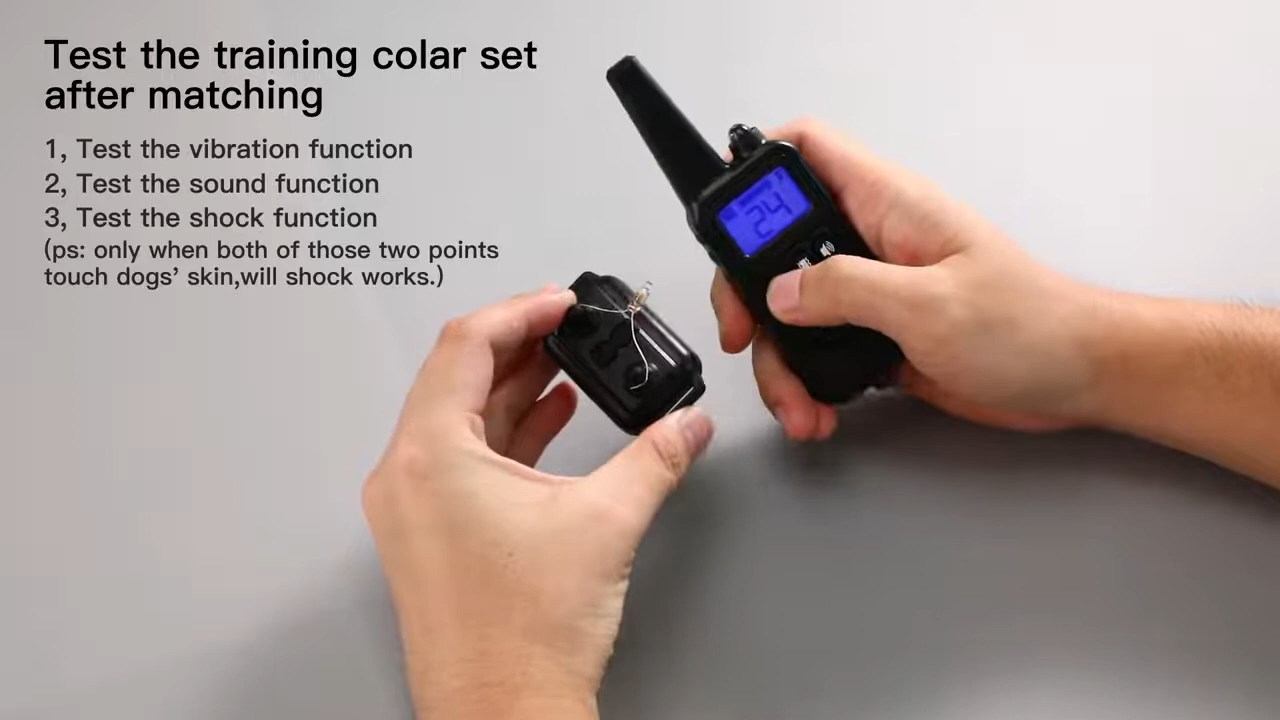 Test the training colar set
after matching
1, Test the vibration function
2, Test the sound function
3, Test the shock function
(ps: only when both of those two points
touch dogs’ skin,will shock works.)
24